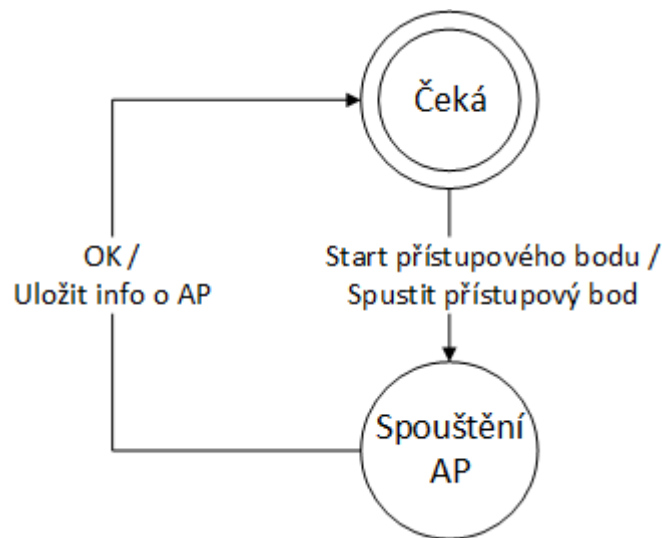 Čeká
OK /
Uložit info o AP
Start přístupového bodu /
Spustit přístupový bod
Spouštění
AP